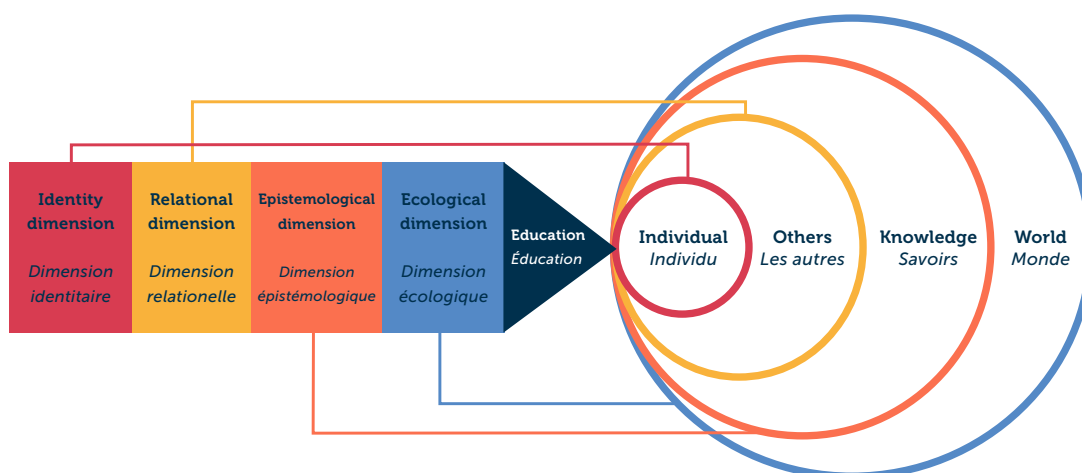 Identity
dimension
Dimension
identitaire
Relational
dimension
Dimension
relationelle
Epistemological
dimension
Dimension
épistémologique
Ecological
dimension
Dimension
écologique
Education
Éducation
Individual
Individu
Others
Les autres
Knowledge
Savoirs
World
Monde